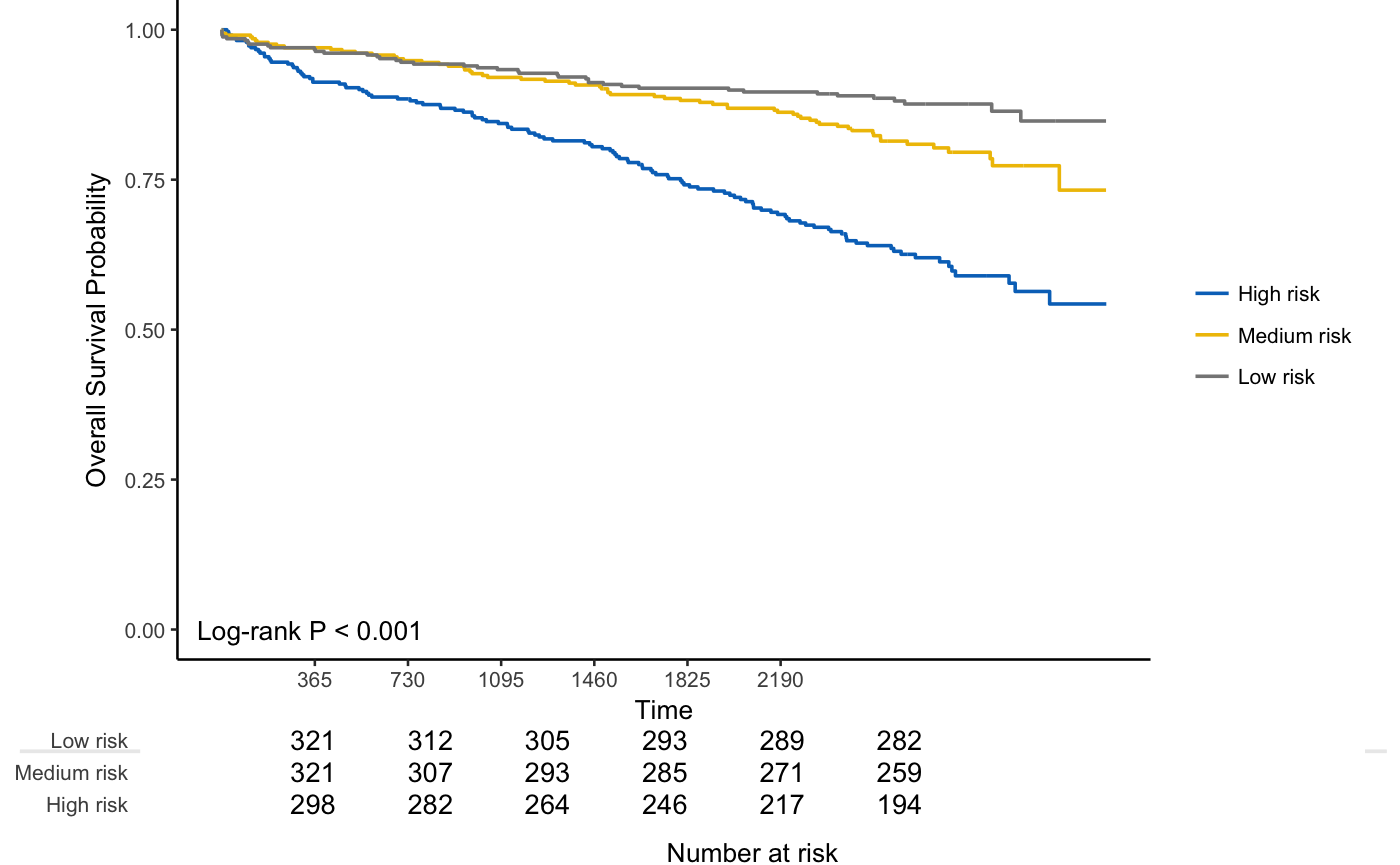 1.00
0.75
0.50
0.25
0.00
Overall Survival Probability
Log-rank P < 0.001
High risk
Medium risk
Low risk
365 730 1095 1460 1825 2190
Time
Low risk 321 312 305 293 289 282
Medium risk 321 307 293 285 271 259
High risk 298 282 264 246 217 194
Number at risk